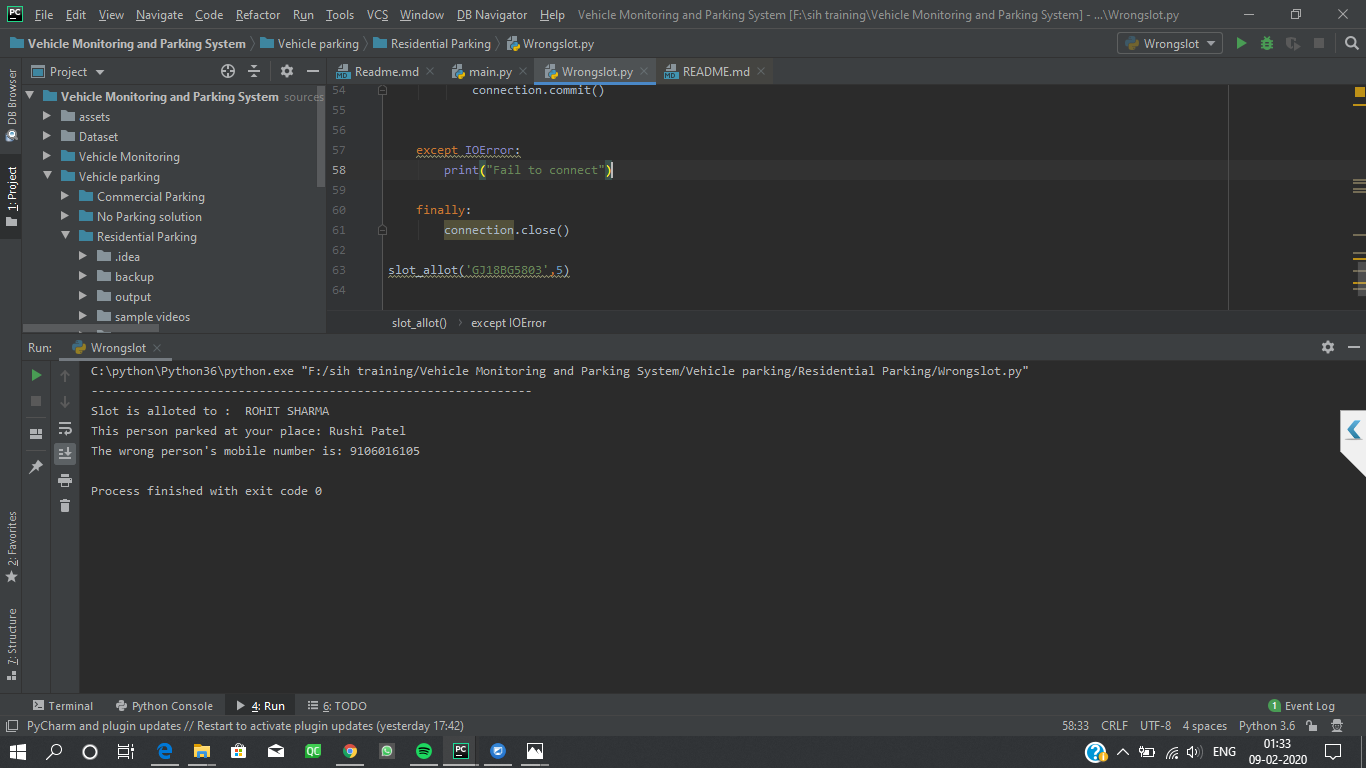 PC File Edit View Navigate Code Refactor Run Tools VCS Window DB Navigator Help Vehicle Monitoring and Parking System [F:\sih training\Vehicle Monitoring and Parking System] - ...\Wrongslot.py
Vehicle Monitoring and Parking System Vehicle parking Residential Parking Wrongslot.py Wrongslot
Project Readme.md main.py Wrongslot.py README.md
DB Browser
1: Project
Vehicle Monitoring and Parking System sources
assets
Dataset
Vehicle Monitoring
Vehicle parking
Commercial Parking
No Parking solution
Residential Parking
.idea
backup
output
sample videos
54 connection.commit()
55
56
57 except IOError:
58 print("Fail to connect")
59
60 finally:
61 connection.close()
62
63 slot_allot('GJ18BG5803',5)
64
slot_allot() › except IOError
Run: Wrongslot
C:\python\Python36\python.exe "F:/sih training/Vehicle Monitoring and Parking System/Vehicle parking/Residential Parking/Wrongslot.py"
---------------------------------------------------------------
Slot is alloted to :  ROHIT SHARMA
This person parked at your place: Rushi Patel
The wrong person's mobile number is: 9106016105
Process finished with exit code 0
2: Favorites
7: Structure
Terminal Python Console 4: Run 6: TODO 1 Event Log
PyCharm and plugin updates // Restart to activate plugin updates (yesterday 17:42) 58:33 CRLF UTF-8 4 spaces Python 3.6
QC PC ENG 01:33
09-02-2020